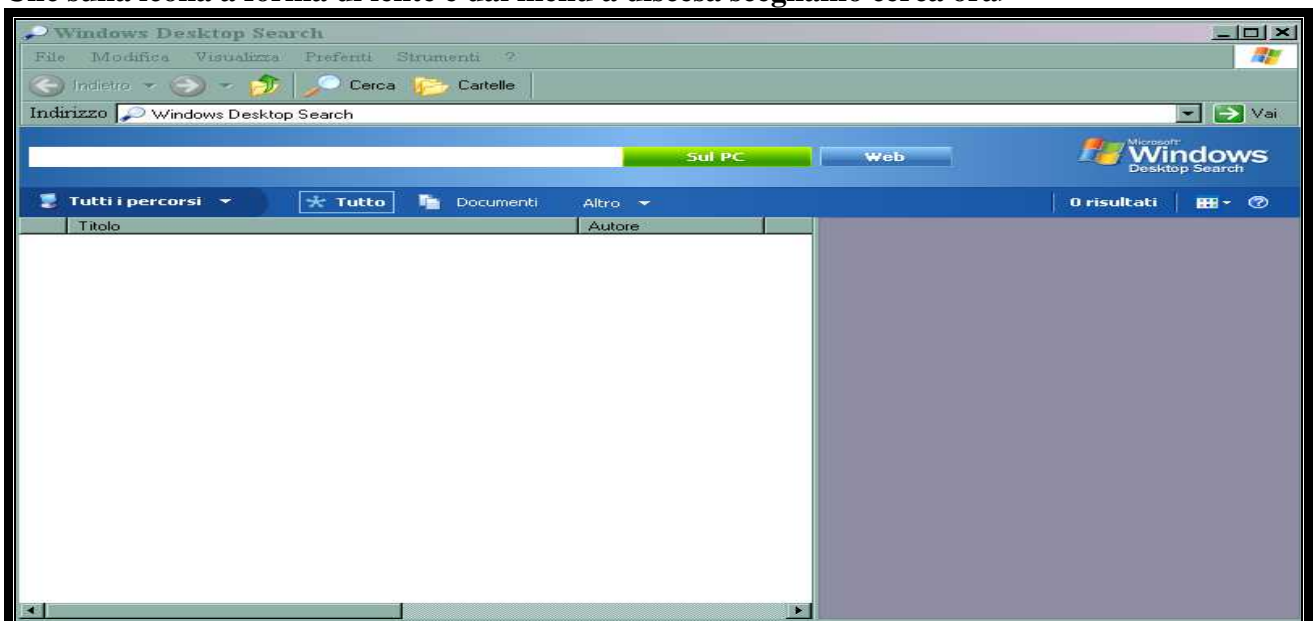 Windows Desktop Search
File Modifica Visualizza Preferiti Strumenti ?
Indietro Cerca Cartelle
Indirizzo Windows Desktop Search Vai
Sul PC Web Microsoft Windows Desktop Search
Tutti i percorsi Tutto Documenti Altro 0 risultati
Titolo Autore